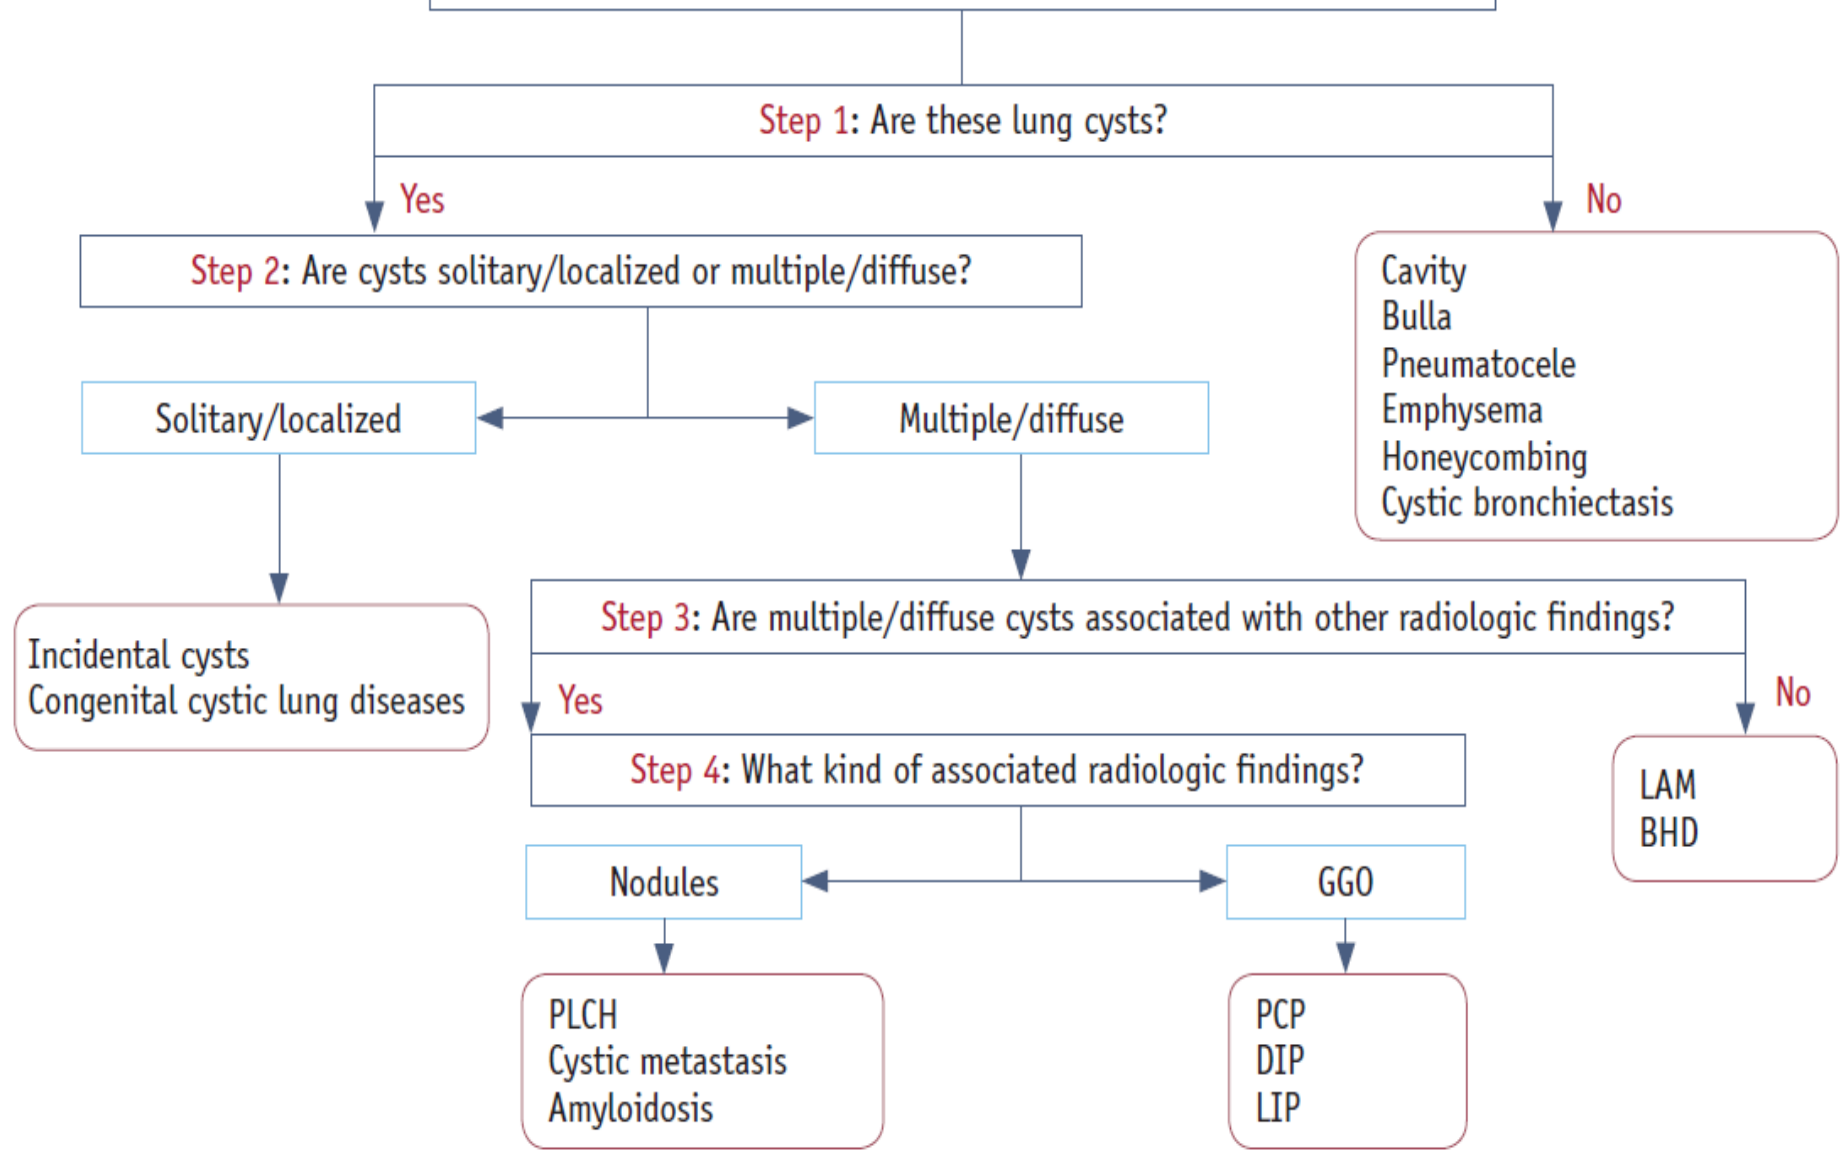 Step 1: Are these lung cysts?
Yes
No
Step 2: Are cysts solitary/localized or multiple/diffuse?
Cavity
Bulla
Pneumatocele
Emphysema
Honeycombing
Cystic bronchiectasis
Solitary/localized
Multiple/diffuse
Incidental cysts
Congenital cystic lung diseases
Step 3: Are multiple/diffuse cysts associated with other radiologic findings?
Yes
No
Step 4: What kind of associated radiologic findings?
LAM
BHD
Nodules
GGO
PLCH
Cystic metastasis
Amyloidosis
PCP
DIP
LIP